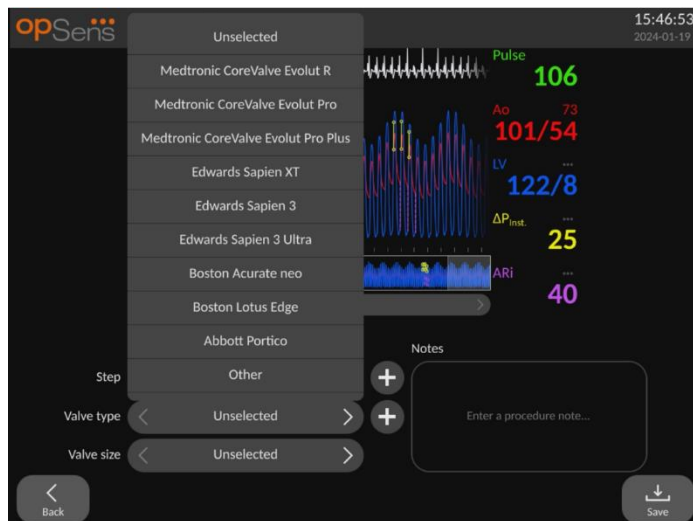 opSens
15:46:53
2024-01-19
Unselected
Medtronic CoreValve Evolut R
Medtronic CoreValve Evolut Pro
Medtronic CoreValve Evolut Pro Plus
Edwards Sapien XT
Edwards Sapien 3
Edwards Sapien 3 Ultra
Boston Acurate neo
Boston Lotus Edge
Abbott Portico
Other
Pulse
106
Ao 73
101/54
LV ---
122/8
ΔPInst. ---
25
ARi ---
40
Step
Valve type
Unselected
Valve size
Unselected
Notes
Enter a procedure note...
Back
Save